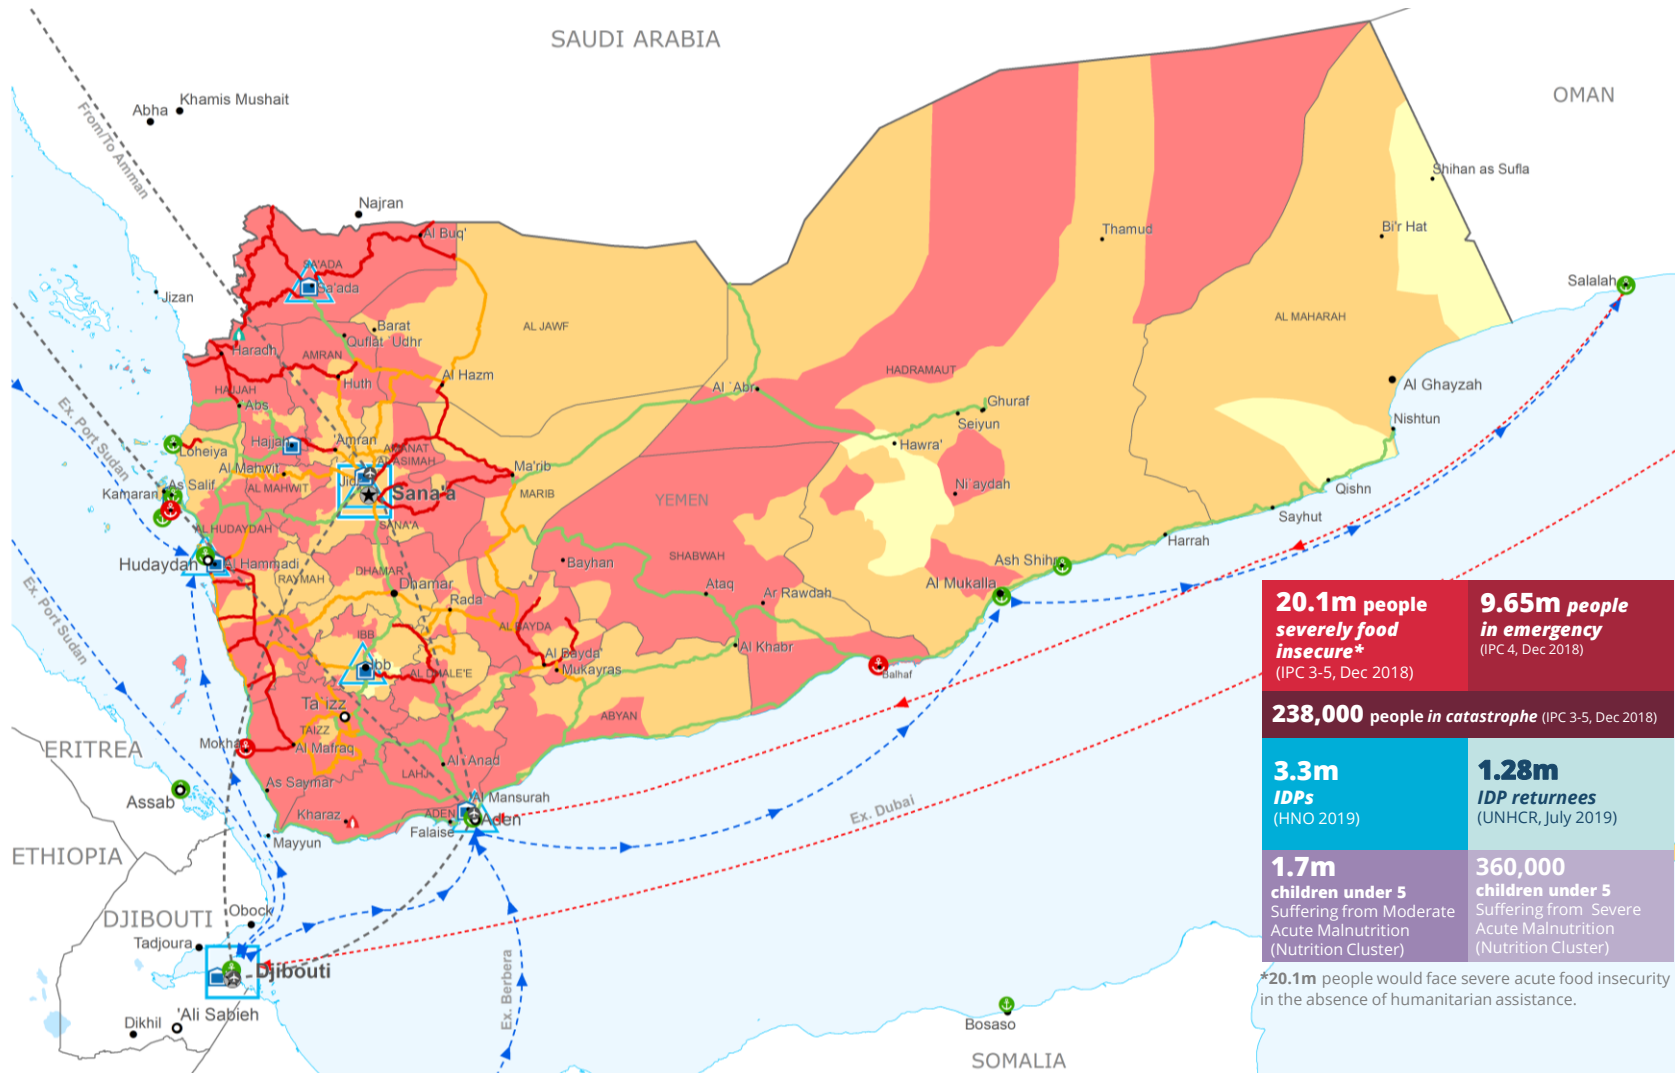 SAUDI ARABIA
OMAN
Khamis Mushait
Abha
From/To Amman
Shihan as Sufla
Najran
Bi'r Hat
Thamud
Al Buq'
SA'ADA
Sa'ada
Salalah
Jizan
AL MAHARAH
Barat
AL JAWF
Quflat Udhr
Haradh
AMRAN
HADRAMAUT
Al Hazm
Huth
Al 'Abr
Al Ghayzah
HAJJAH
'Abs
Ghuraf
Ex. Port Sudan
Seiyun
Nishtun
Hajjah
'Amran
AMANAT
AL ASIMAH
Hawra'
Loheiya
Al Mahwit
Ma'rib
As Salif
Kamaran
AL MAHWIT
Sana'a
MARIB
YEMEN
Ni'aydah
Qishn
Sayhut
AL HUDAYDAH
SANA'A
Harrah
Hudaydah
Al Hammadi
RAYMAH
DHAMAR
Bayhan
SHABWAH
Ash Shihr
Al Mukalla
Dhamar
Ataq
Ar Rawdah
Ex. Port Sudan
Rada
IBB
AL BAYDA
Ibb
Al Bayda'
Al Khabr
AL DHALE'E
Mukayras
Balhaf
Ta`izz
ABYAN
TAIZZ
Mokha
Al Mafraq
ERITREA
Al Anad
LAHJ
As Saymar
Assab
Al Mansurah
Kharaz
ADEN
Aden
Falaise
Ex. Dubai
Mayyun
ETHIOPIA
DJIBOUTI
Obock
Tadjoura
Djibouti
Ex. Berbera
'Ali Sabieh
Dikhil
Bosaso
SOMALIA
20.1m people
severely food
insecure*
(IPC 3-5, Dec 2018)
9.65m people
in emergency
(IPC 4, Dec 2018)
238,000 people in catastrophe (IPC 3-5, Dec 2018)
3.3m
IDPs
(HNO 2019)
1.28m
IDP returnees
(UNHCR, July 2019)
1.7m
children under 5
Suffering from Moderate
Acute Malnutrition
(Nutrition Cluster)
360,000
children under 5
Suffering from Severe
Acute Malnutrition
(Nutrition Cluster)
*20.1m people would face severe acute food insecurity
in the absence of humanitarian assistance.